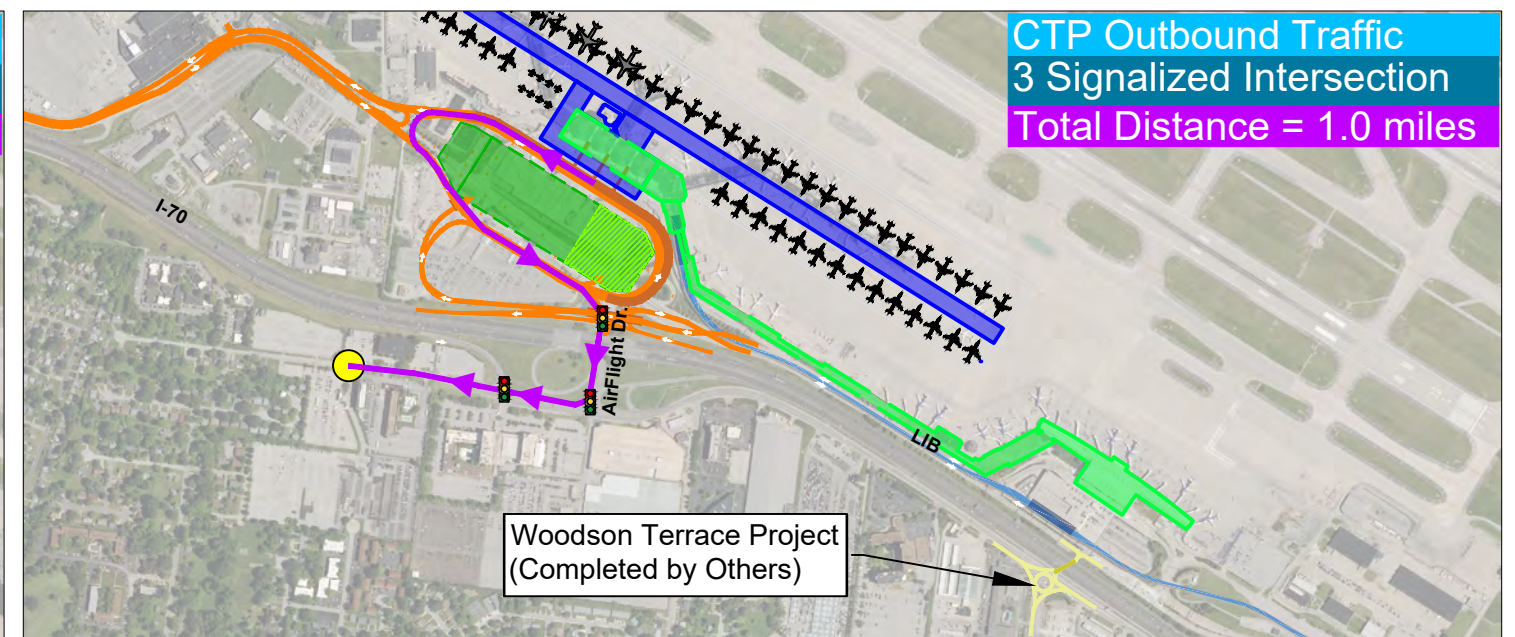 CTP Outbound Traffic
3 Signalized Intersection
Total Distance = 1.0 miles
I-70
AirFlight Dr.
LIB
Woodson Terrace Project
(Completed by Others)